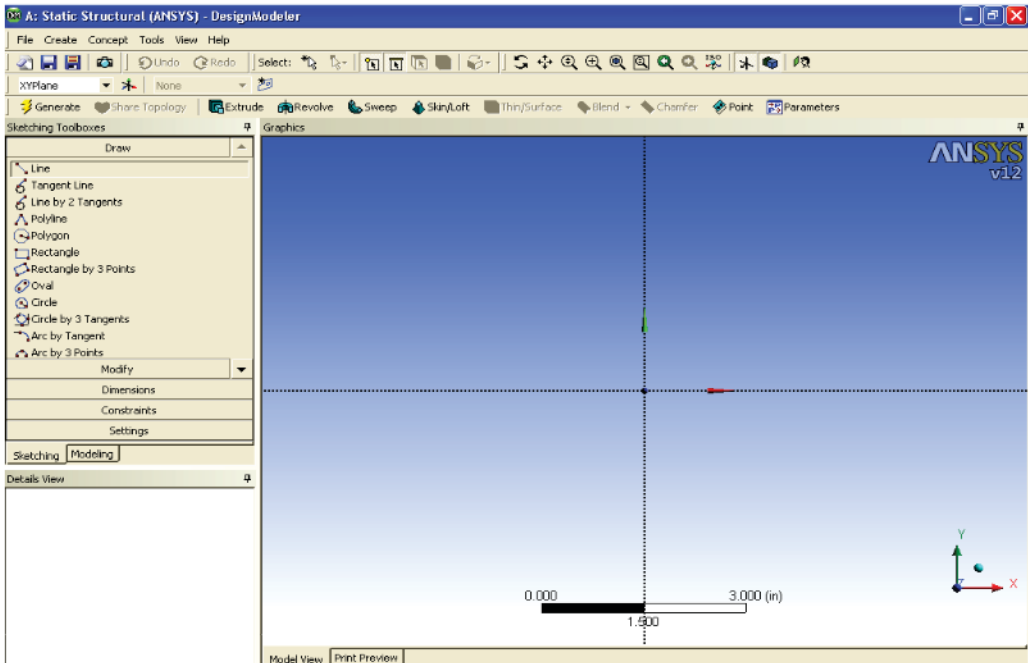 A: Static Structural (ANSYS) - DesignModeler
File Create Concept Tools View Help
Undo Redo Select:
XYPlane None
Generate Share Topology Extrude Revolve Sweep Skin/Loft Thin/Surface Blend Chamfer Point Parameters
Sketching Toolboxes
Graphics
Draw
Line
Tangent Line
Line by 2 Tangents
Polyline
Polygon
Rectangle
Rectangle by 3 Points
Oval
Circle
Circle by 3 Tangents
Arc by Tangent
Arc by 3 Points
Modify
Dimensions
Constraints
Settings
Sketching Modeling
Details View
ANSYS
v12
Y
X
Z
0.000 3.000 (in)
1.500
Model View Print Preview